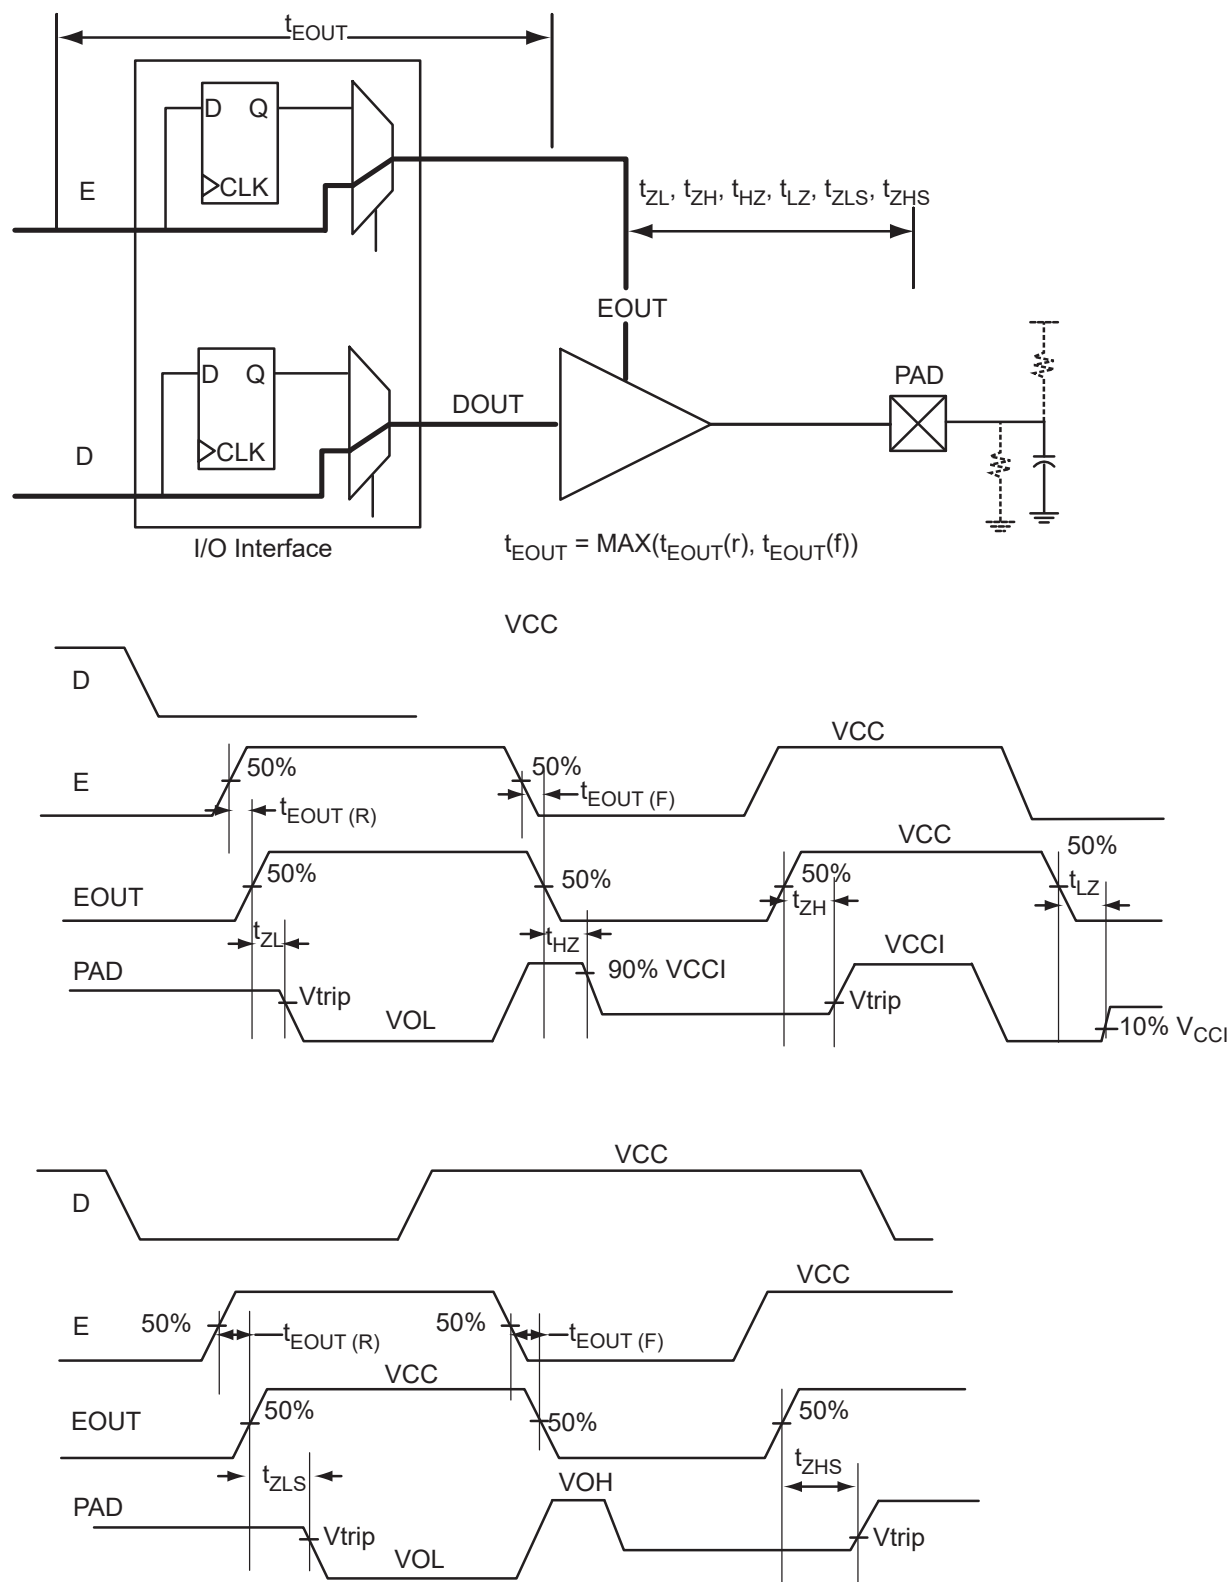 tEOUT
D Q
CLK
E
tZL, tZH, tHZ, tLZ, tZLS, tZHS
EOUT
D Q
CLK
DOUT
PAD
D
I/O Interface
tEOUT = MAX(tEOUT(r), tEOUT(f))
VCC
D
VCC
E
50%
50%
tEOUT (R)
tEOUT (F)
VCC
50%
EOUT
50%
50%
50%
tZL
tHZ
tZH
tLZ
PAD
VCCI
90% VCCI
Vtrip
Vtrip
VOL
10% VCCI
VCC
D
VCC
E
50%
50%
tEOUT (R)
tEOUT (F)
VCC
EOUT
50%
50%
50%
tZLS
tZHS
PAD
VOH
Vtrip
Vtrip
VOL